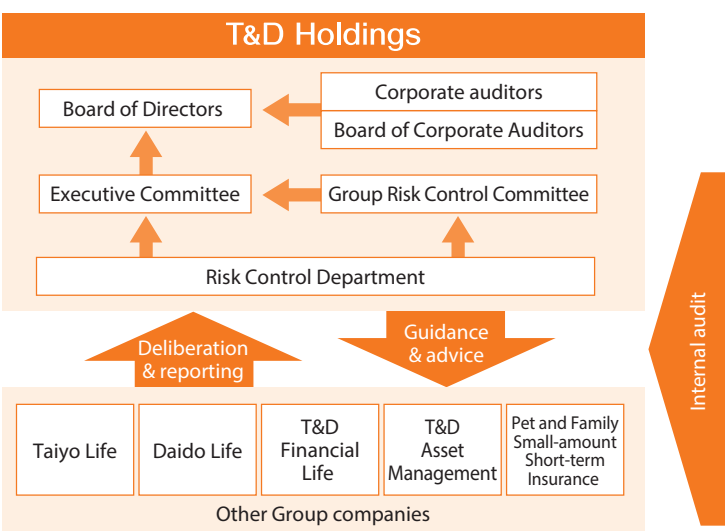 T&D Holdings
Board of Directors
Corporate auditors
Board of Corporate Auditors
Executive Committee
Group Risk Control Committee
Risk Control Department
Deliberation
& reporting
Guidance
& advice
Internal audit
Taiyo Life
Daido Life
T&D
Financial
Life
T&D
Asset
Management
Pet and Family
Small-amount
Short-term
Insurance
Other Group companies